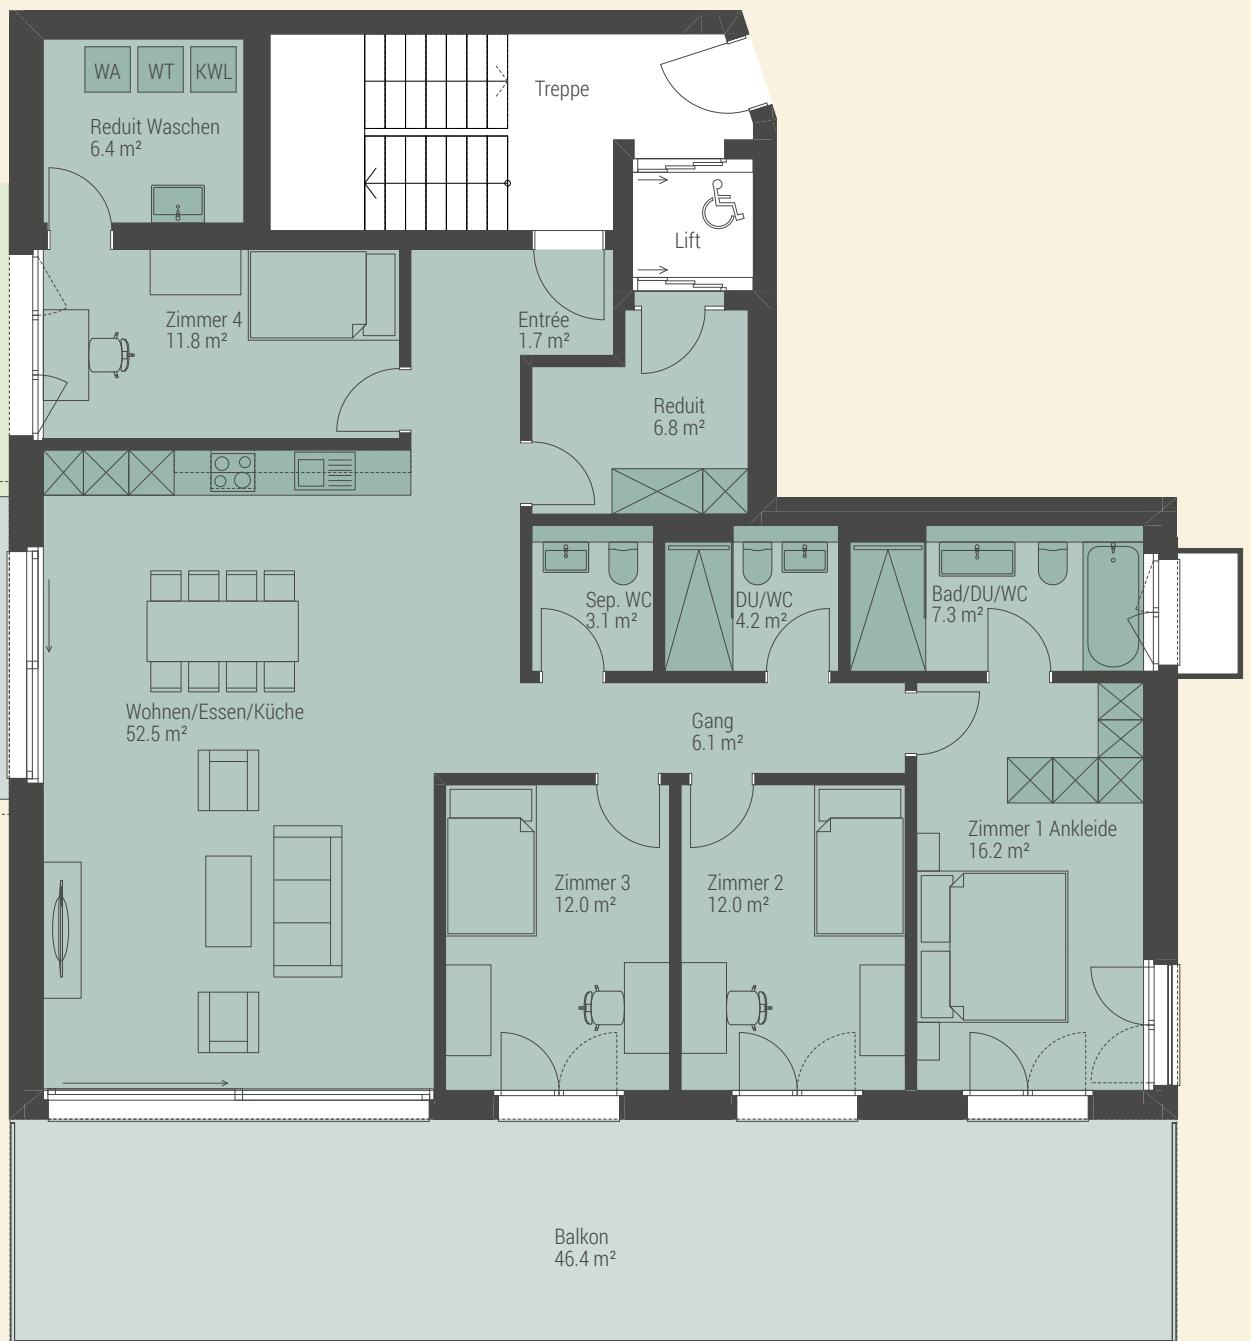 WA WT KWL
Reduit Waschen
6.4 m²
Treppe
Lift
Zimmer 4
11.8 m²
Entrée
1.7 m²
Reduit
6.8 m²
Sep. WC
3.1 m²
DU/WC
4.2 m²
Bad/DU/WC
7.3 m²
Wohnen/Essen/Küche
52.5 m²
Gang
6.1 m²
Zimmer 1 Ankleide
16.2 m²
Zimmer 3
12.0 m²
Zimmer 2
12.0 m²
Balkon
46.4 m²